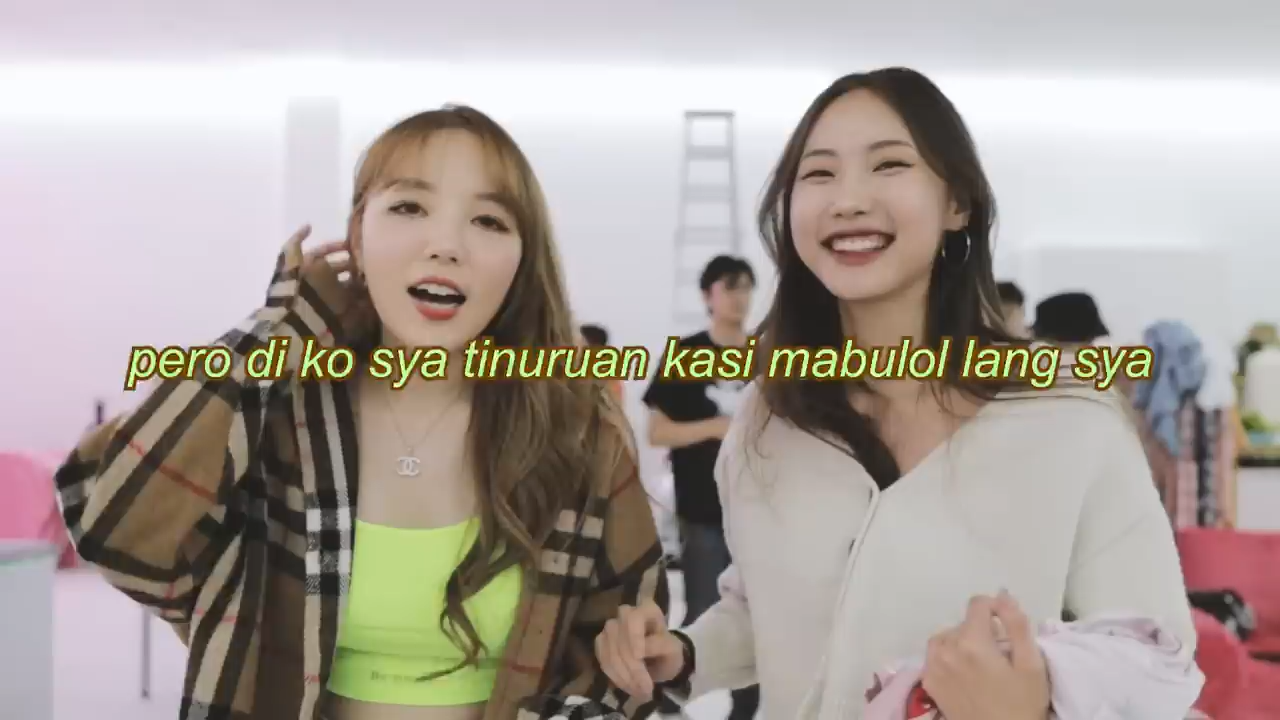 pero di ko sya tinuruan kasi mabulol lang sya